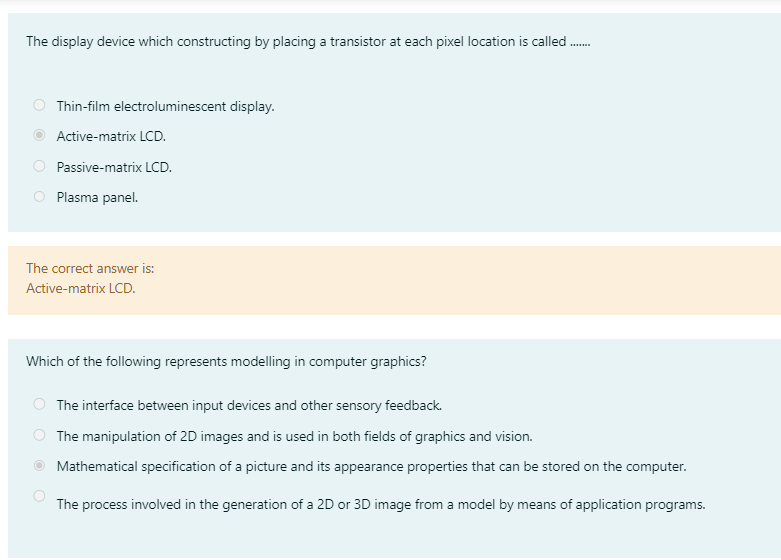 The display device which constructing by placing a transistor at each pixel location is called .......
Thin-film electroluminescent display.
Active-matrix LCD.
Passive-matrix LCD.
Plasma panel.
The correct answer is:
Active-matrix LCD.
Which of the following represents modelling in computer graphics?
The interface between input devices and other sensory feedback.
The manipulation of 2D images and is used in both fields of graphics and vision.
Mathematical specification of a picture and its appearance properties that can be stored on the computer.
The process involved in the generation of a 2D or 3D image from a model by means of application programs.